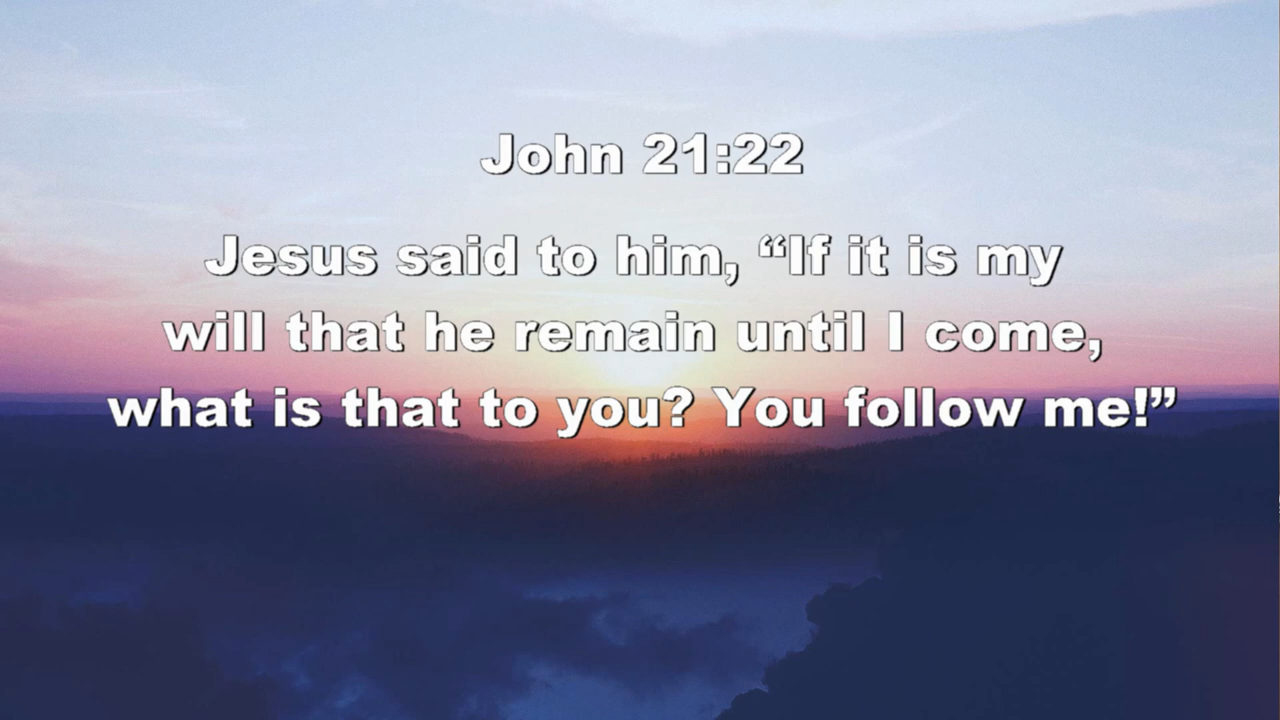 John 21:22
Jesus said to him, “If it is my
will that he remain until I come,
what is that to you? You follow me!”